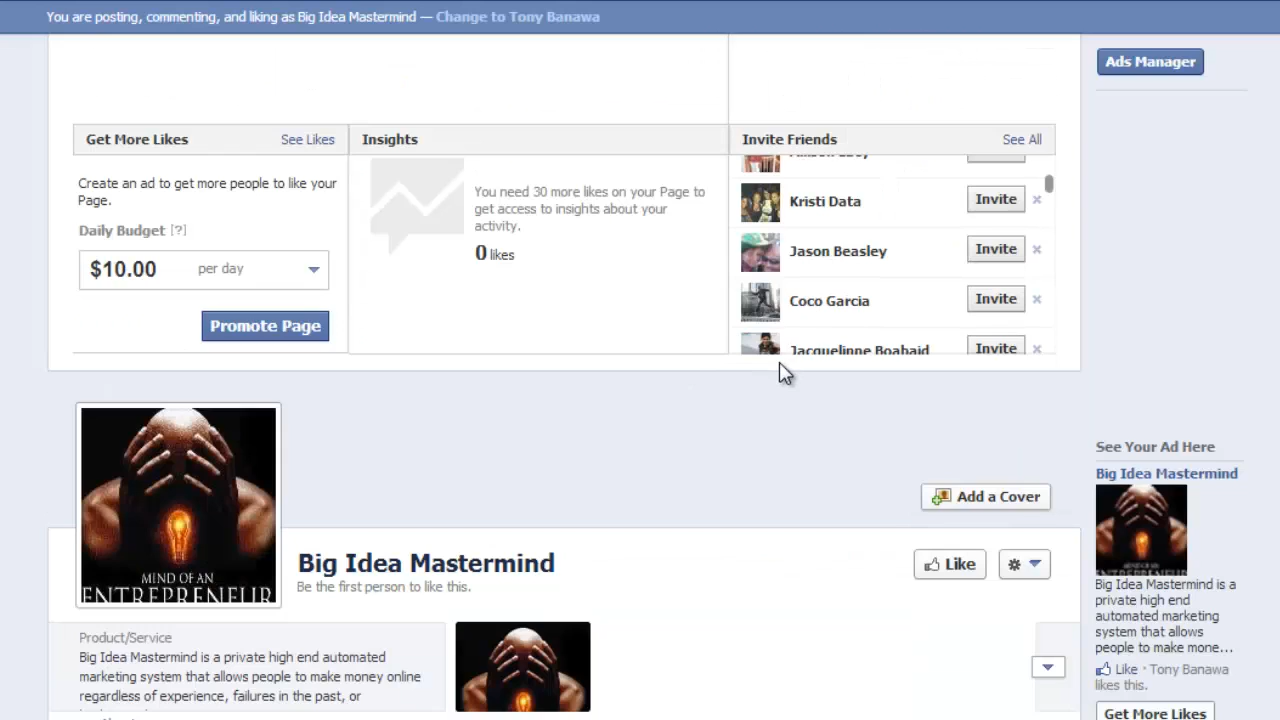 You are posting, commenting, and liking as Big Idea Mastermind — Change to Tony Banawa
Ads Manager
Get More Likes See Likes
Create an ad to get more people to like your
Page.
Daily Budget [?]
$10.00 per day
Promote Page
Insights
You need 30 more likes on your Page to
get access to insights about your
activity.
0 likes
Invite Friends See All
Kristi Data Invite
Jason Beasley Invite
Coco Garcia Invite
Jacquelinne Boabaid Invite
MIND OF AN
ENTREPRENEUR
Add a Cover
Big Idea Mastermind
Be the first person to like this.
Like
Product/Service
Big Idea Mastermind is a private high end automated
marketing system that allows people to make money online
regardless of experience, failures in the past, or
See Your Ad Here
Big Idea Mastermind
Big Idea Mastermind is a
private high end
automated marketing
system that allows
people to make mone...
Like · Tony Banawa
likes this.
Get More Likes